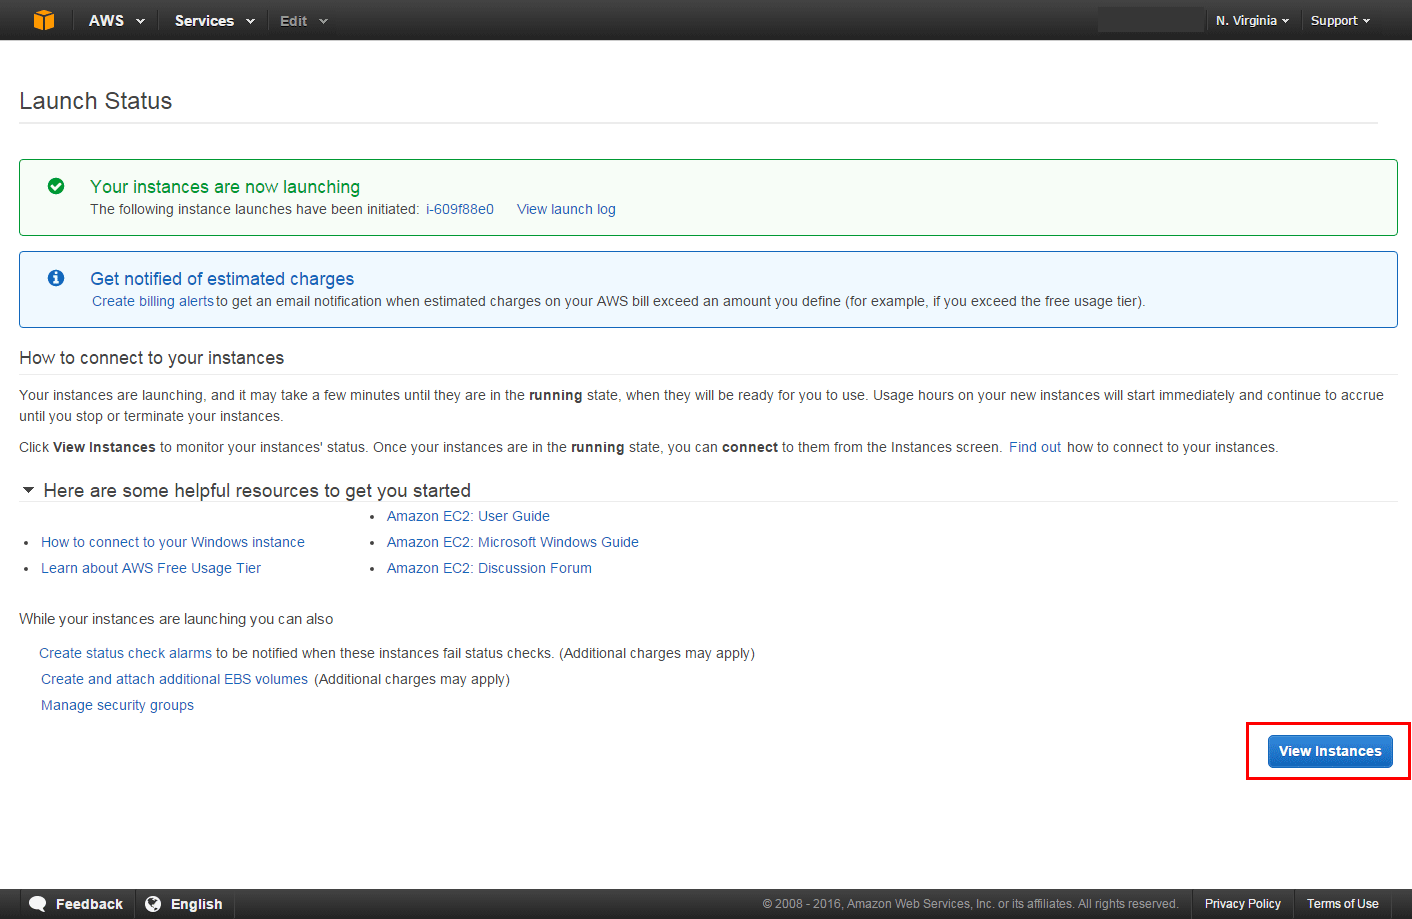 AWS Services Edit N. Virginia Support
Launch Status
Your instances are now launching
The following instance launches have been initiated: i-609f88e0 View launch log
Get notified of estimated charges
Create billing alerts to get an email notification when estimated charges on your AWS bill exceed an amount you define (for example, if you exceed the free usage tier).
How to connect to your instances
Your instances are launching, and it may take a few minutes until they are in the running state, when they will be ready for you to use. Usage hours on your new instances will start immediately and continue to accrue
until you stop or terminate your instances.
Click View Instances to monitor your instances' status. Once your instances are in the running state, you can connect to them from the Instances screen. Find out how to connect to your instances.
Here are some helpful resources to get you started
• How to connect to your Windows instance
• Learn about AWS Free Usage Tier
• Amazon EC2: User Guide
• Amazon EC2: Microsoft Windows Guide
• Amazon EC2: Discussion Forum
While your instances are launching you can also
Create status check alarms to be notified when these instances fail status checks. (Additional charges may apply)
Create and attach additional EBS volumes (Additional charges may apply)
Manage security groups
View Instances
Feedback English © 2008 - 2016, Amazon Web Services, Inc. or its affiliates. All rights reserved. Privacy Policy Terms of Use